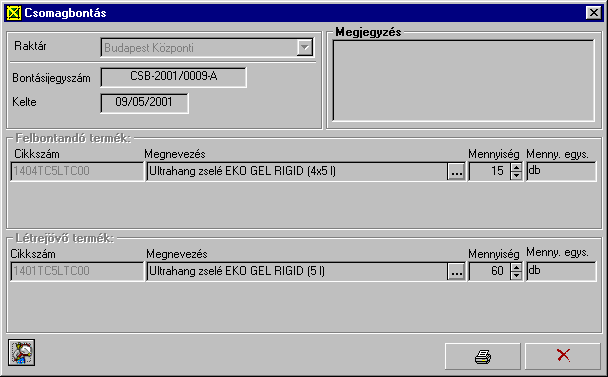 Csomagbontás
Raktár Budapest Központi
Bontásijegyszám CSB-2001/0009-A
Kelte 09/05/2001
Megjegyzés
Felbontandó termék:
Cikkszám Megnevezés Mennyiség Menny. egys.
1404TC5LTC00 Ultrahang zselé EKO GEL RIGID (4x5 l) ... 15 db
Létrejövő termék:
Cikkszám Megnevezés Mennyiség Menny. egys.
1401TC5LTC00 Ultrahang zselé EKO GEL RIGID (5 l) ... 60 db